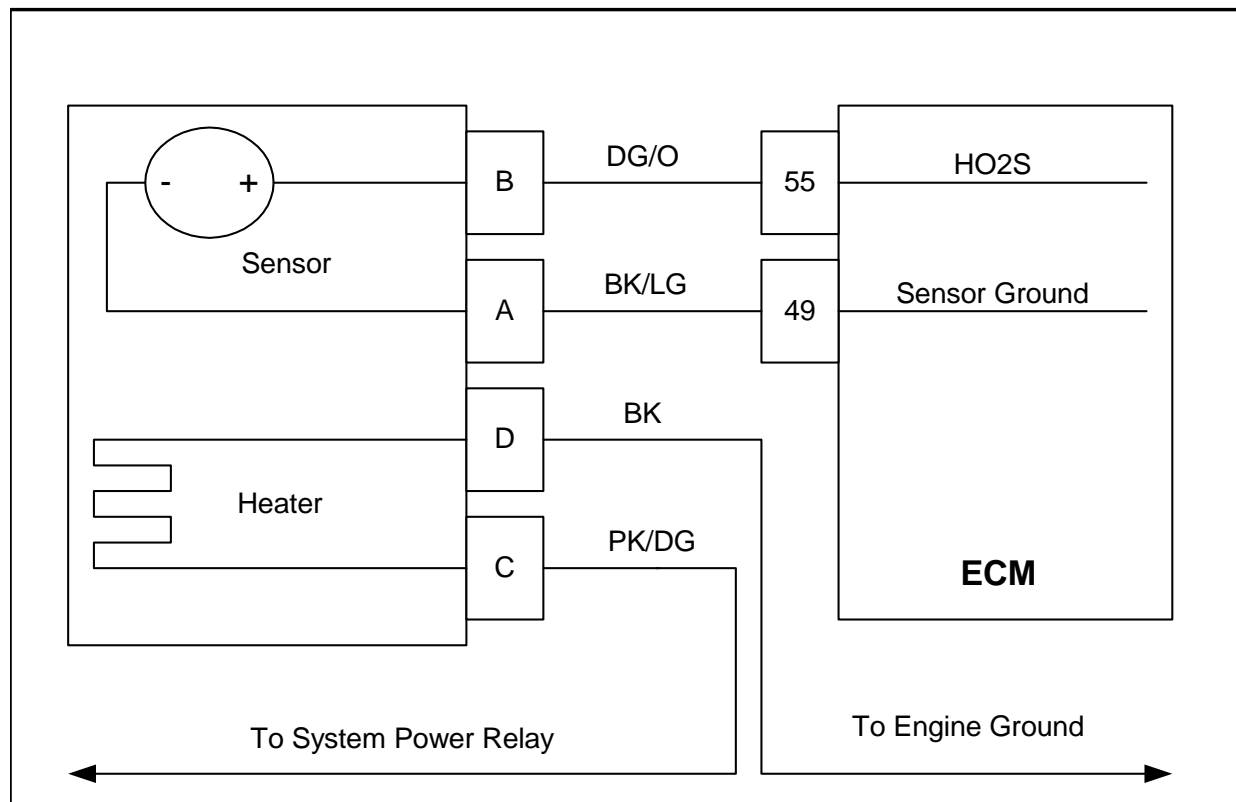 DG/O
B
55
HO2S
- +
Sensor
BK/LG
A
49
Sensor Ground
BK
D
Heater
PK/DG
C
ECM
To System Power Relay
To Engine Ground